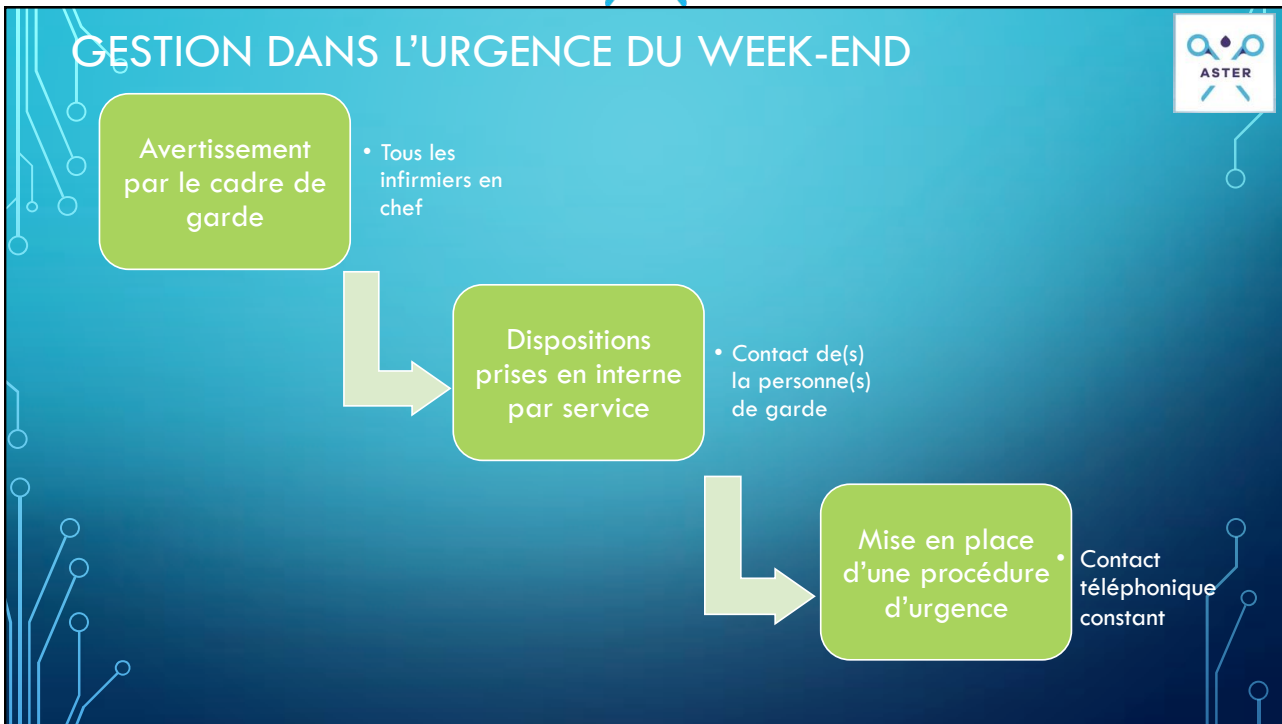 GESTION DANS L'URGENCE DU WEEK-END
ASTER
Avertissement
par le cadre de
garde
• Tous les
infirmiers en
chef
Dispositions
prises en interne
par service
• Contact de(s)
la personne(s)
de garde
Mise en place
d'une procédure
d'urgence
• Contact
téléphonique
constant